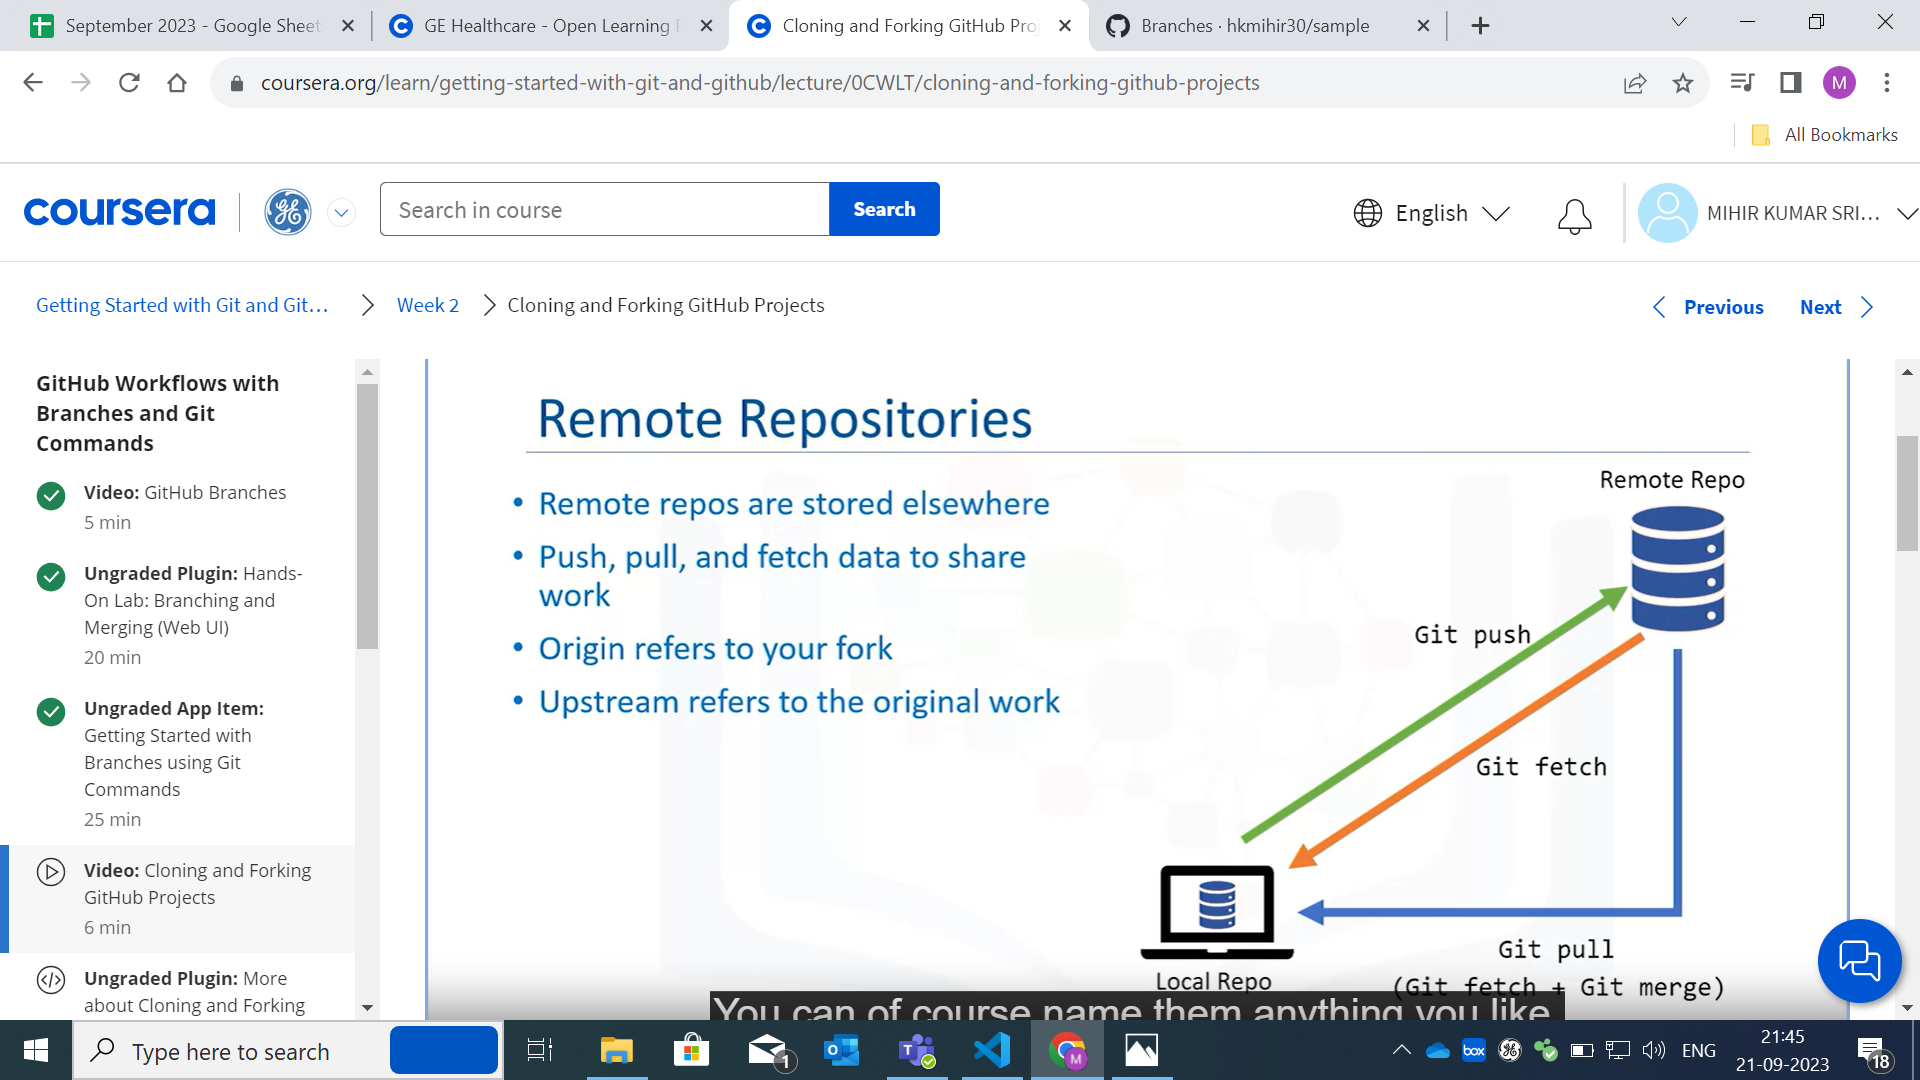 September 2023 - Google Sheet
GE Healthcare - Open Learning
Cloning and Forking GitHub Pro
Branches · hkmihir30/sample
coursera.org/learn/getting-started-with-git-and-github/lecture/0CWLT/cloning-and-forking-github-projects
M
All Bookmarks
coursera
GE
Search in course
Search
English
MIHIR KUMAR SRI...
Getting Started with Git and Git...
Week 2
Cloning and Forking GitHub Projects
Previous
Next
GitHub Workflows with
Branches and Git
Commands
Video: GitHub Branches
5 min
Ungraded Plugin: Hands-
On Lab: Branching and
Merging (Web UI)
20 min
Ungraded App Item:
Getting Started with
Branches using Git
Commands
25 min
Video: Cloning and Forking
GitHub Projects
6 min
Ungraded Plugin: More
about Cloning and Forking
Remote Repositories
• Remote repos are stored elsewhere
• Push, pull, and fetch data to share
work
• Origin refers to your fork
• Upstream refers to the original work
Remote Repo
Git push
Git fetch
Git pull
(Git fetch + Git merge)
Local Repo
You can of course name them anything you like
Type here to search
1
M
box
ENG
21:45
21-09-2023
18